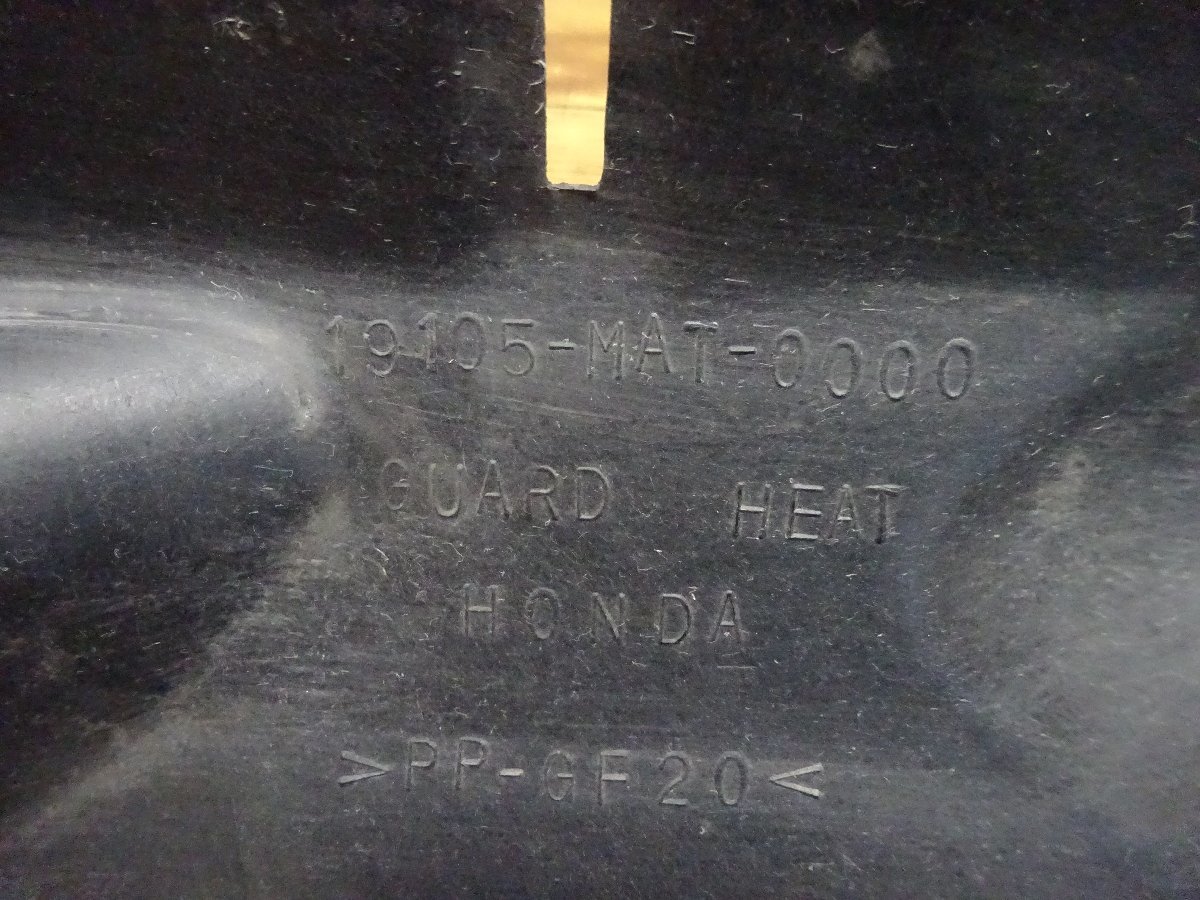 19105-MAT-0000
GUARD HEAT
HONDA
>PP-GF20<